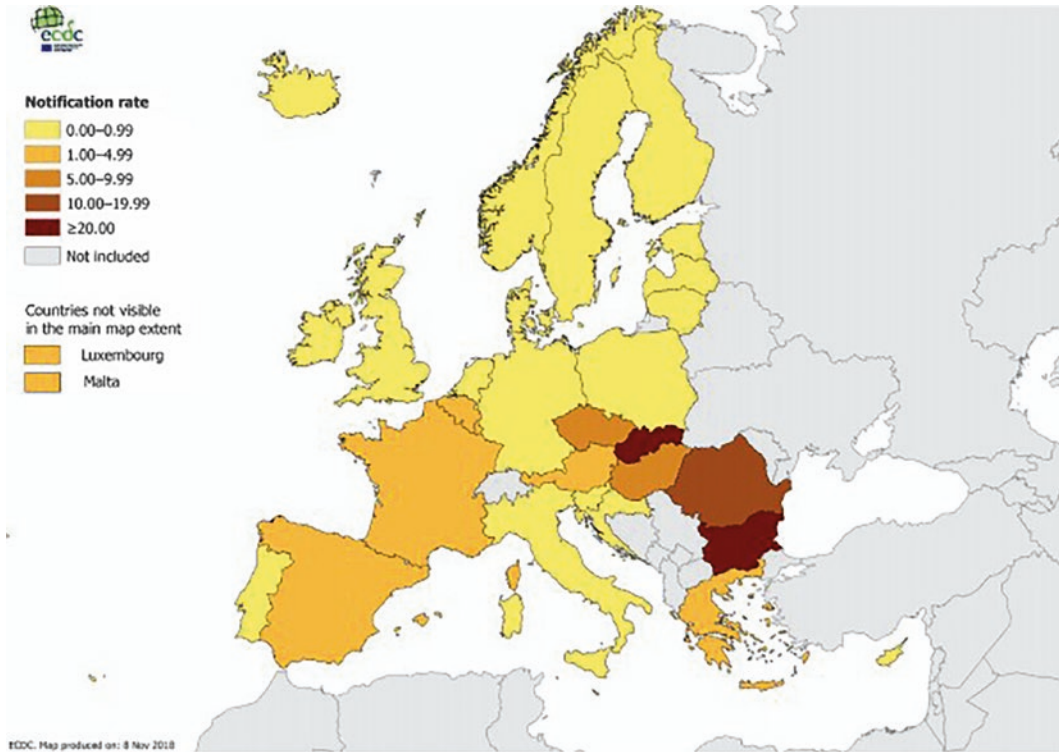 ecdc
Notification rate
0.00–0.99
1.00–4.99
5.00–9.99
10.00–19.99
≥20.00
Not included
Countries not visible
in the main map extent
Luxembourg
Malta
ECDC. Map produced on: 8 Nov 2018